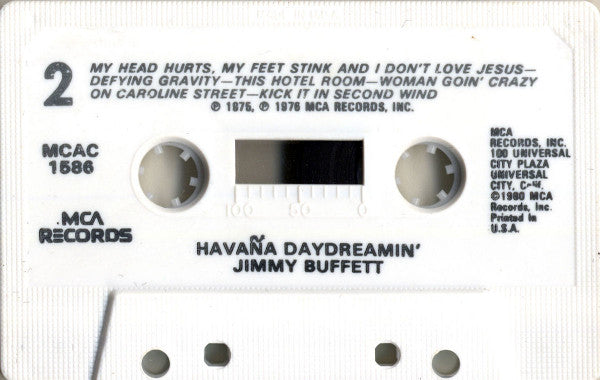 2
MY HEAD HURTS, MY FEET STINK AND I DON'T LOVE JESUS—
DEFYING GRAVITY—THIS HOTEL ROOM—WOMAN GOIN' CRAZY
ON CAROLINE STREET—KICK IT IN SECOND WIND
℗ 1975, ℗ 1976 MCA RECORDS, INC.
MCAC
1586
MCA
RECORDS
100 50 0
MCA
RECORDS, INC.
100 UNIVERSAL
CITY PLAZA
UNIVERSAL
CITY,
©1980 MCA
Records, Inc.
Printed in
U.S.A.
HAVAÑA DAYDREAMIN'
JIMMY BUFFETT